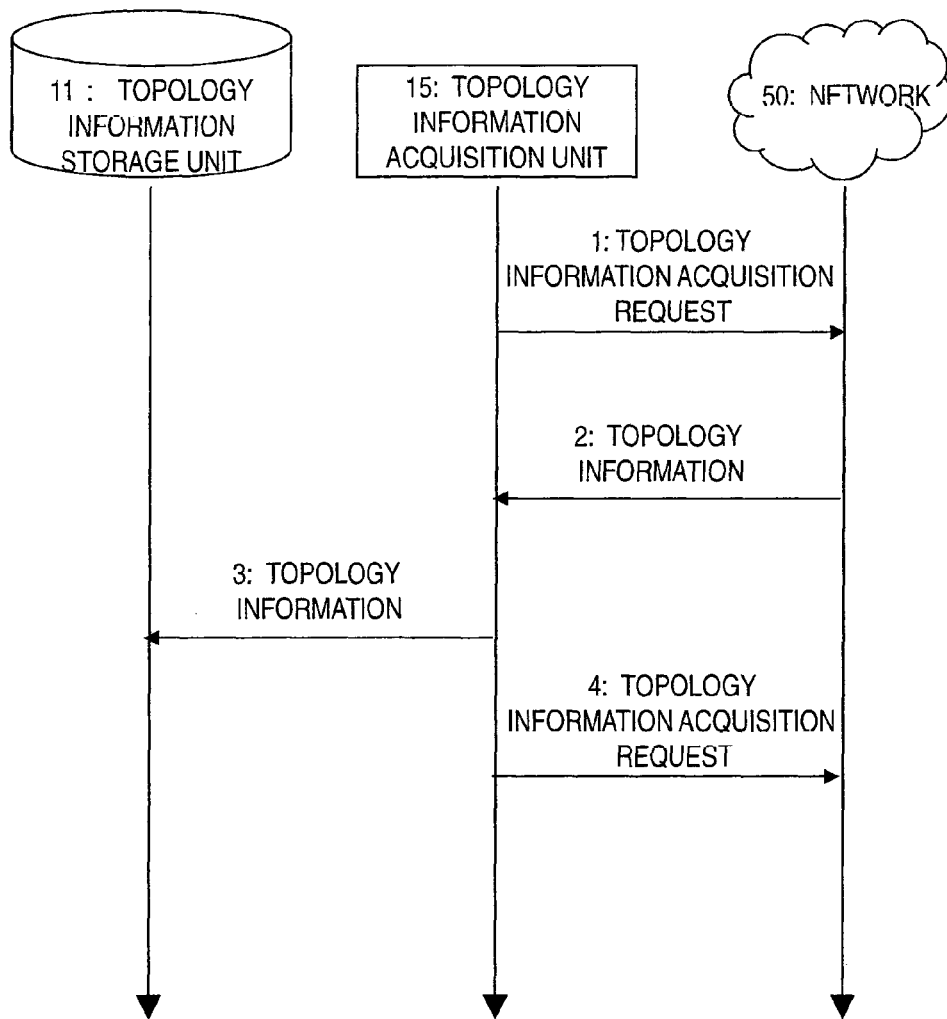 11 : TOPOLOGY
INFORMATION
STORAGE UNIT
15: TOPOLOGY
INFORMATION
ACQUISITION UNIT
50: NFTWORK
1: TOPOLOGY
INFORMATION ACQUISITION
REQUEST
2: TOPOLOGY
INFORMATION
3: TOPOLOGY
INFORMATION
4: TOPOLOGY
INFORMATION ACQUISITION
REQUEST